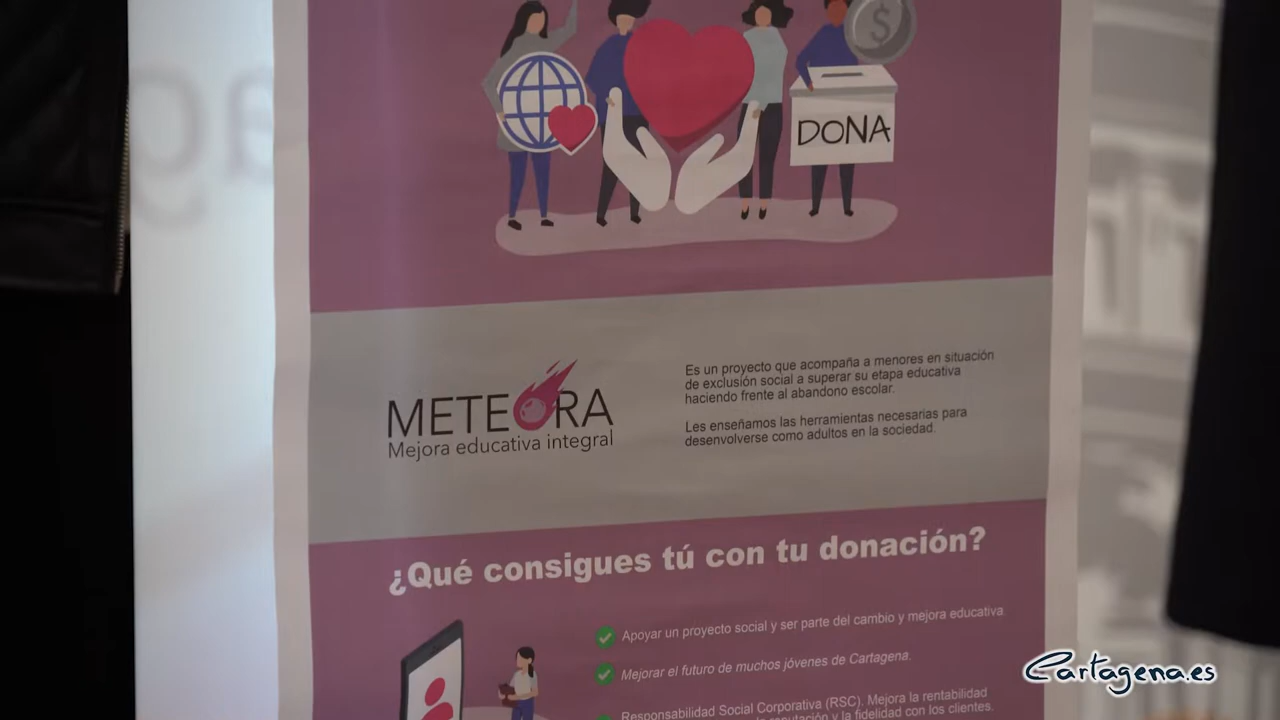 DONA
METEORA
Mejora educativa integral
Es un proyecto que acompaña a menores en situación
de exclusión social a superar su etapa educativa
haciendo frente al abandono escolar.
Les enseñamos las herramientas necesarias para
desenvolverse como adultos en la sociedad.
¿Qué consigues tú con tu donación?
Apoyar un proyecto social y ser parte del cambio y mejora educativa.
Mejorar el futuro de muchos jóvenes de Cartagena.
Responsabilidad Social Corporativa (RSC). Mejora la rentabilidad
reputación y la fidelidad con los clientes.
Cartagena.es